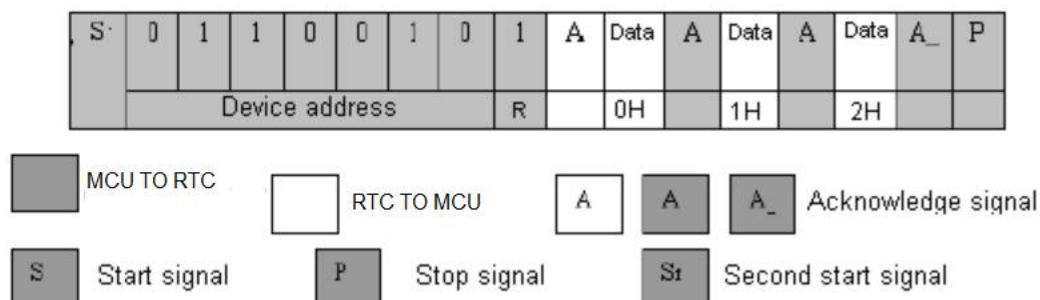 S 0 1 1 0 0 1 0 1 A Data A Data A Data A_ P
Device address R 0H 1H 2H
MCU TO RTC RTC TO MCU A A A_ Acknowledge signal
S Start signal P Stop signal Sr Second start signal